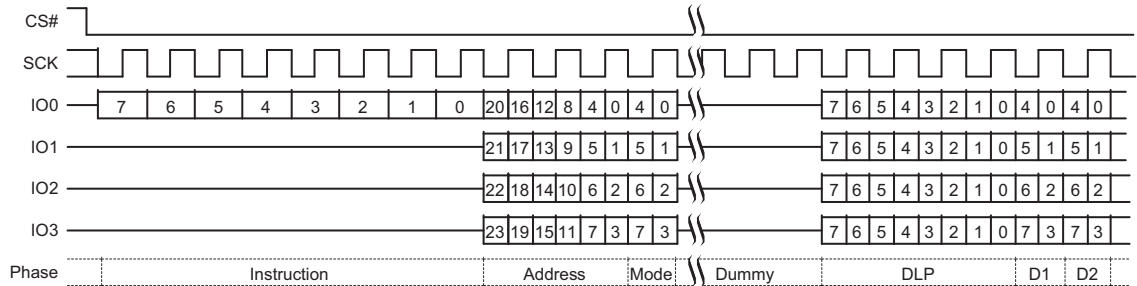 CS#
SCK
IO0 7 6 5 4 3 2 1 0 20 16 12 8 4 0 4 0 7 6 5 4 3 2 1 0 4 0 4 0
IO1 21 17 13 9 5 1 5 1 7 6 5 4 3 2 1 0 5 1 5 1
IO2 22 18 14 10 6 2 6 2 7 6 5 4 3 2 1 0 6 2 6 2
IO3 23 19 15 11 7 3 7 3 7 6 5 4 3 2 1 0 7 3 7 3
Phase Instruction Address Mode Dummy DLP D1 D2